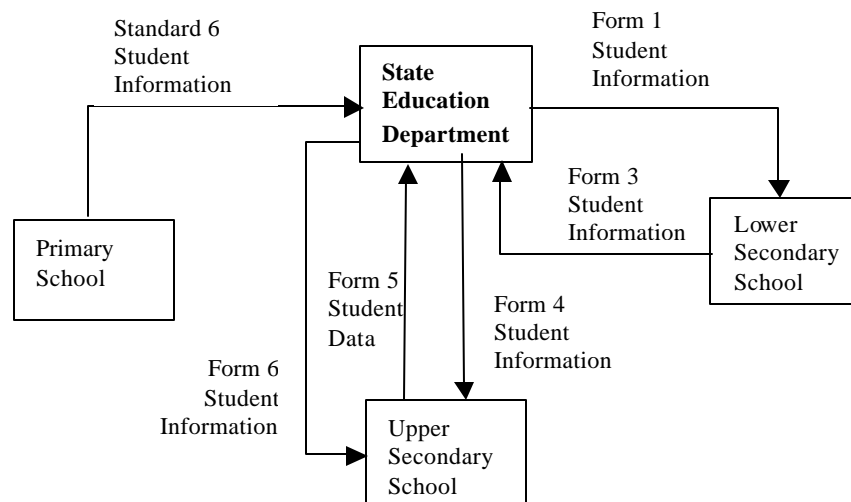 Standard 6
Student
Information
State
Education
Department
Form 1
Student
Information
Primary
School
Form 3
Student
Information
Lower
Secondary
School
Form 5
Student
Data
Form 4
Student
Information
Form 6
Student
Information
Upper
Secondary
School